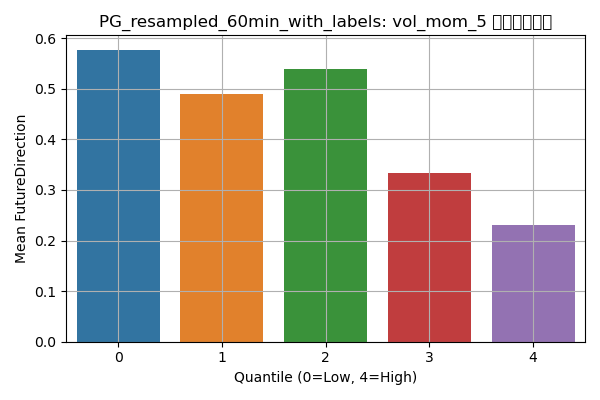 PG_resampled_60min_with_labels: vol_mom_5
0.6
0.5
0.4
0.3
0.2
0.1
0.0
Mean FutureDirection
0 1 2 3 4
Quantile (0=Low, 4=High)